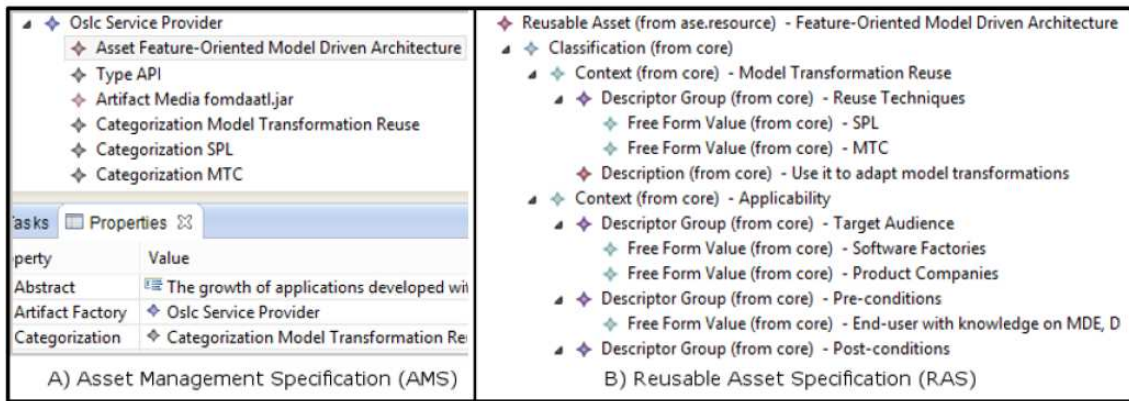 Oslc Service Provider
Asset Feature-Oriented Model Driven Architecture
Type API
Artifact Media fomdaatl.jar
Categorization Model Transformation Reuse
Categorization SPL
Categorization MTC
asks Properties
perty Value
Abstract The growth of applications developed wi
Artifact Factory Oslc Service Provider
Categorization Categorization Model Transformation Re
A) Asset Management Specification (AMS)
Reusable Asset (from ase.resource) - Feature-Oriented Model Driven Architecture
Classification (from core)
Context (from core) - Model Transformation Reuse
Descriptor Group (from core) - Reuse Techniques
Free Form Value (from core) - SPL
Free Form Value (from core) - MTC
Description (from core) - Use it to adapt model transformations
Context (from core) - Applicability
Descriptor Group (from core) - Target Audience
Free Form Value (from core) - Software Factories
Free Form Value (from core) - Product Companies
Descriptor Group (from core) - Pre-conditions
Free Form Value (from core) - End-user with knowledge on MDE, D
Descriptor Group (from core) - Post-conditions
B) Reusable Asset Specification (RAS)